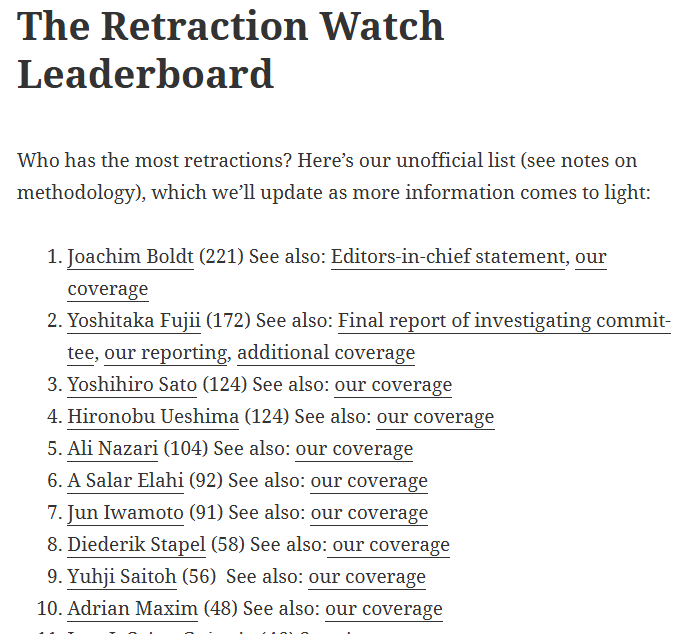 The Retraction Watch
Leaderboard
Who has the most retractions? Here’s our unofficial list (see notes on
methodology), which we’ll update as more information comes to light:
1. Joachim Boldt (221) See also: Editors-in-chief statement, our
coverage
2. Yoshitaka Fujii (172) See also: Final report of investigating commit-
tee, our reporting, additional coverage
3. Yoshihiro Sato (124) See also: our coverage
4. Hironobu Ueshima (124) See also: our coverage
5. Ali Nazari (104) See also: our coverage
6. A Salar Elahi (92) See also: our coverage
7. Jun Iwamoto (91) See also: our coverage
8. Diederik Stapel (58) See also: our coverage
9. Yuhji Saitoh (56)  See also: our coverage
10. Adrian Maxim (48) See also: our coverage